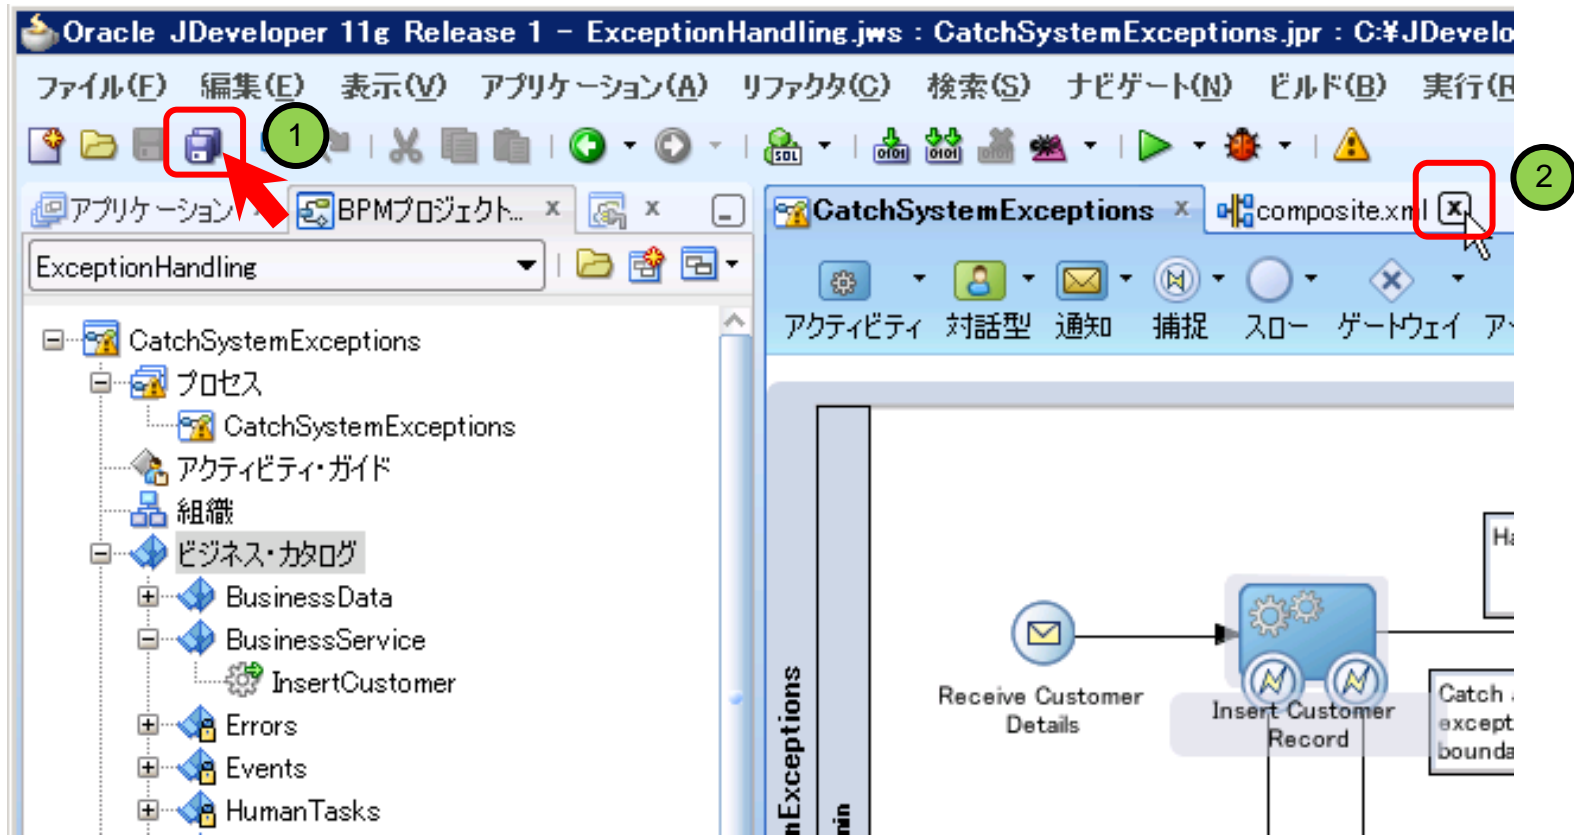 Oracle JDeveloper 11g Release 1 - ExceptionHandling.jws : CatchSystemExceptions.jpr : C:¥JDevelo
ファイル(F) 編集(E) 表示(V) アプリケーション(A) リファクタ(C) 検索(S) ナビゲート(N) ビルド(B) 実行(R
1
2
アプリケーション BPMプロジェクト...
CatchSystemExceptions composite.xml
ExceptionHandling
アクティビティ 対話型 通知 捕捉 スロー ゲートウェイ
CatchSystemExceptions
プロセス
CatchSystemExceptions
アクティビティ・ガイド
組織
ビジネス・カタログ
BusinessData
BusinessService
InsertCustomer
Errors
Events
HumanTasks
Receive Customer
Details
Insert Customer
Record
Catch
except
bounda
mExceptions